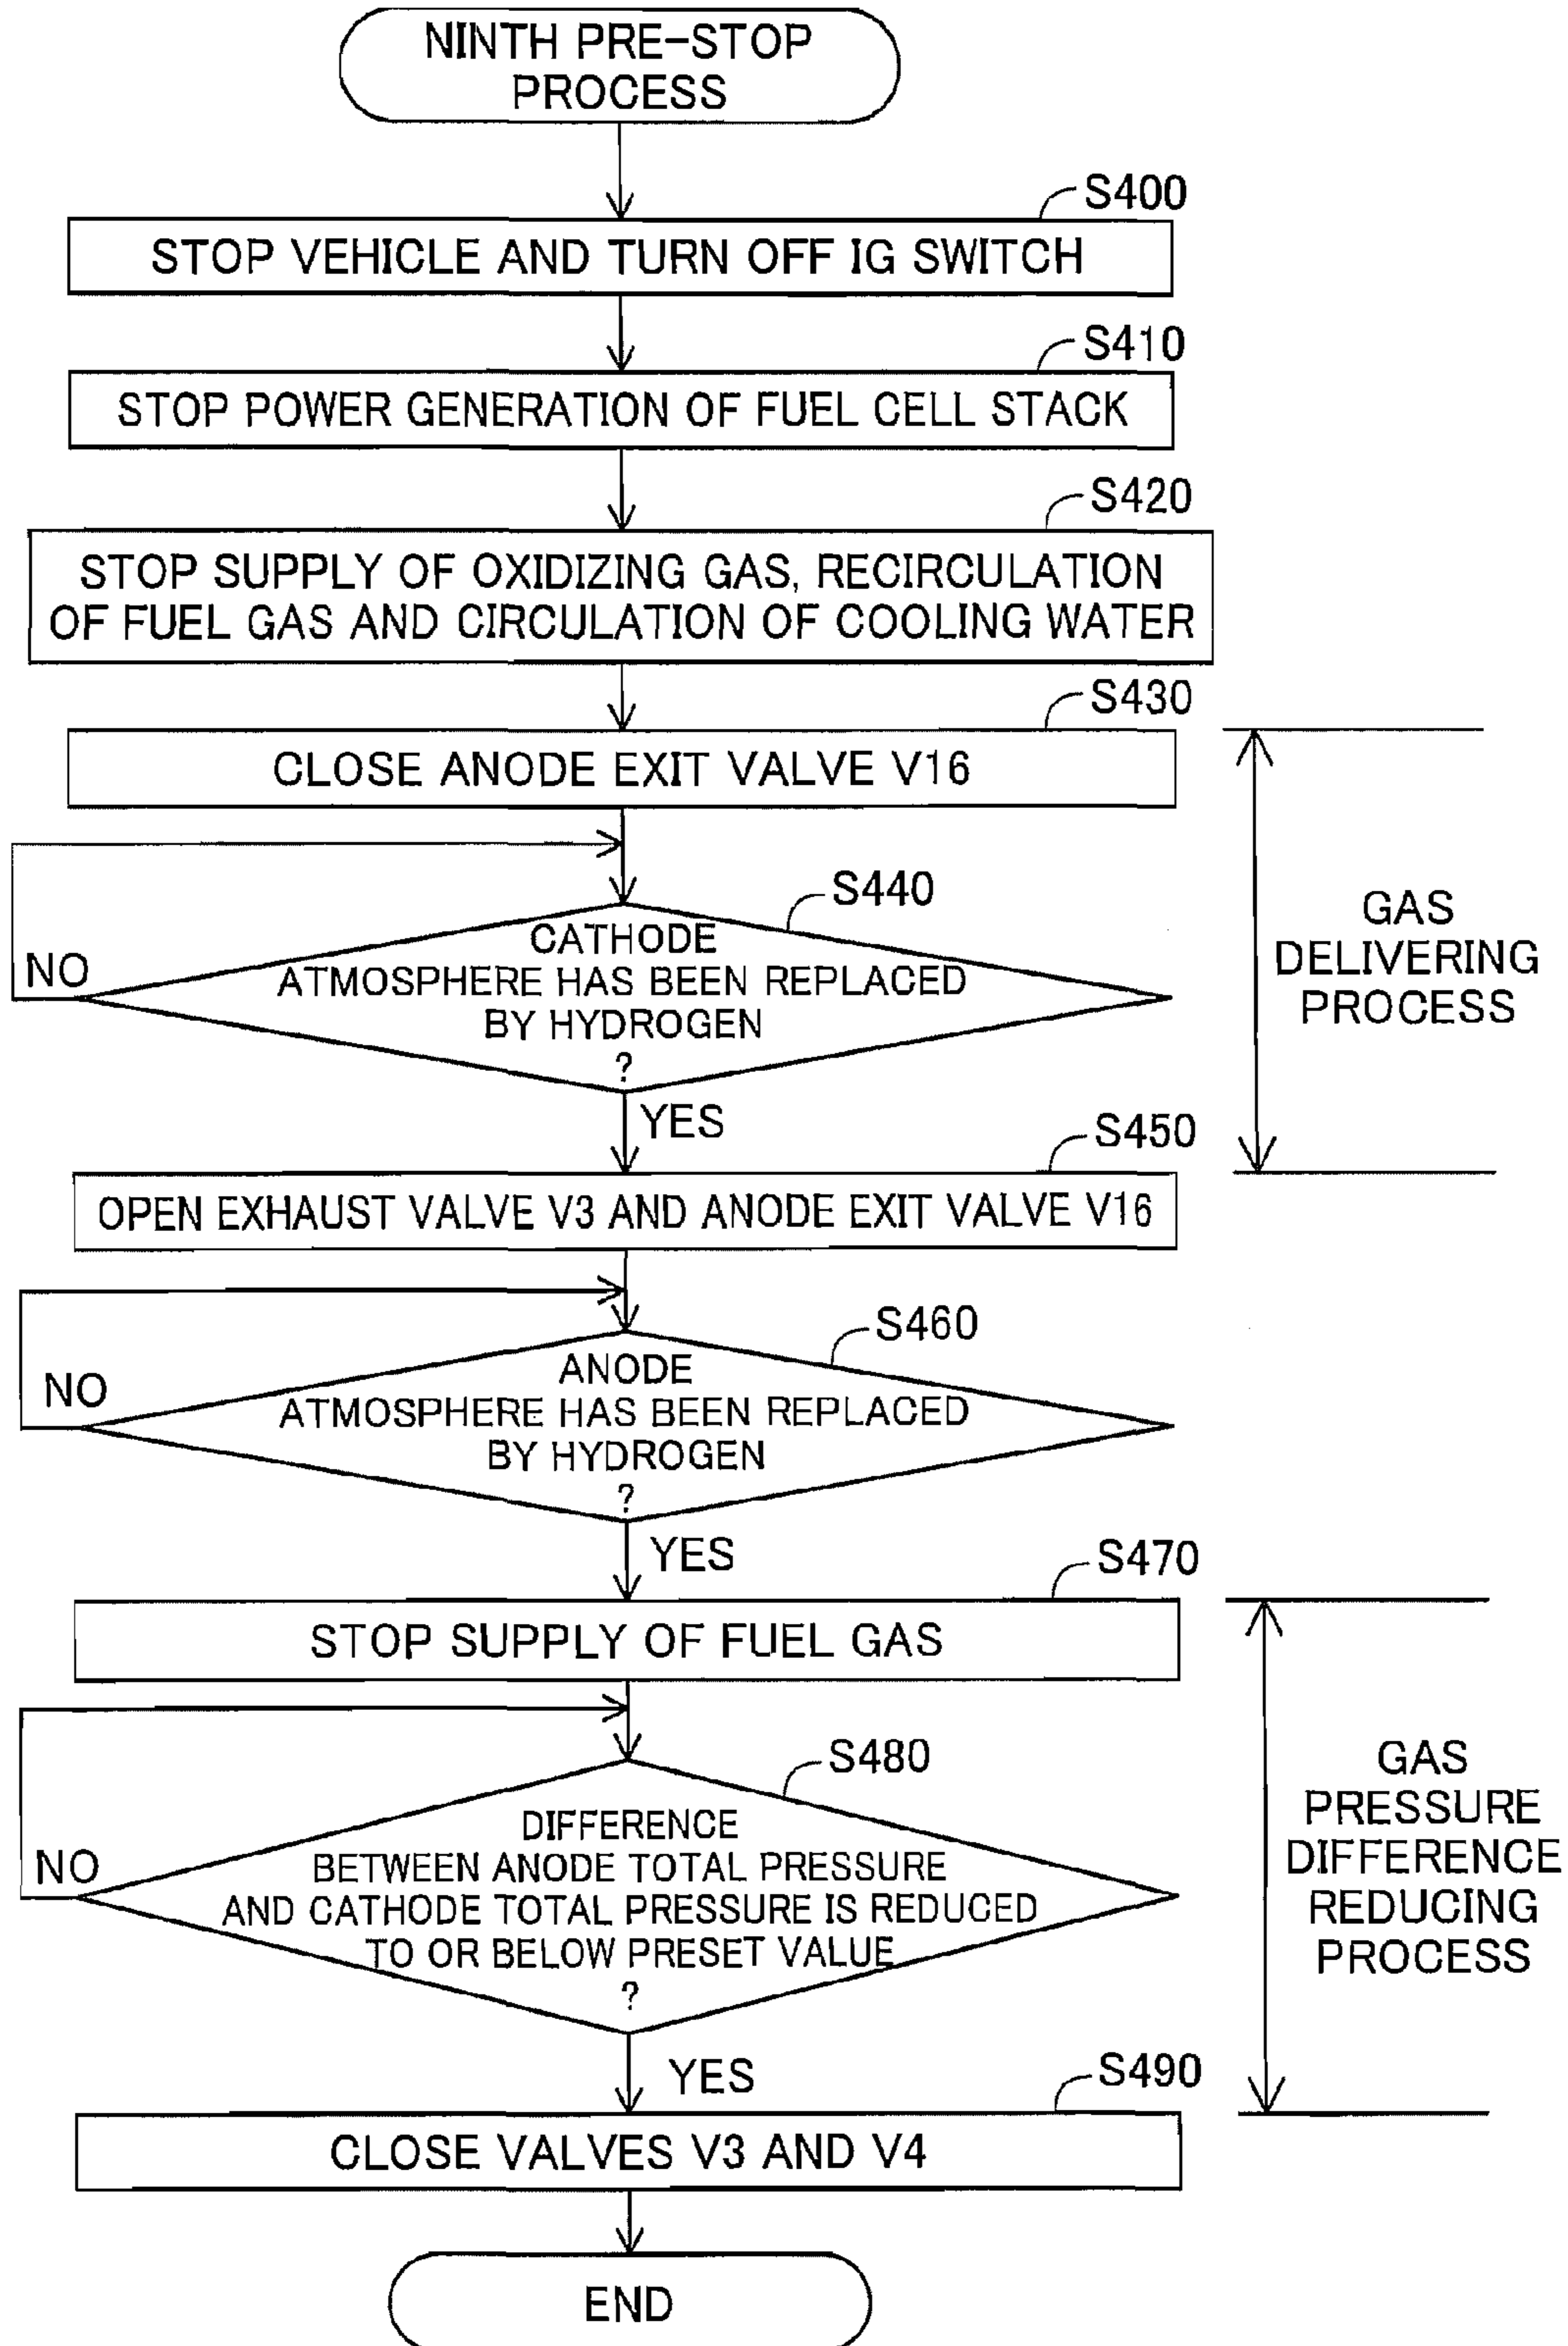 NINTH PRE-STOP
PROCESS
S400
STOP VEHICLE AND TURN OFF IG SWITCH
S410
STOP POWER GENERATION OF FUEL CELL STACK
S420
STOP SUPPLY OF OXIDIZING GAS, RECIRCULATION
OF FUEL GAS AND CIRCULATION OF COOLING WATER
S430
CLOSE ANODE EXIT VALVE V16
S440
CATHODE
ATMOSPHERE HAS BEEN REPLACED
BY HYDROGEN
?
NO
YES
GAS
DELIVERING
PROCESS
S450
OPEN EXHAUST VALVE V3 AND ANODE EXIT VALVE V16
S460
ANODE
ATMOSPHERE HAS BEEN REPLACED
BY HYDROGEN
?
NO
YES
S470
STOP SUPPLY OF FUEL GAS
S480
DIFFERENCE
BETWEEN ANODE TOTAL PRESSURE
AND CATHODE TOTAL PRESSURE IS REDUCED
TO OR BELOW PRESET VALUE
?
NO
YES
GAS
PRESSURE
DIFFERENCE
REDUCING
PROCESS
S490
CLOSE VALVES V3 AND V4
END